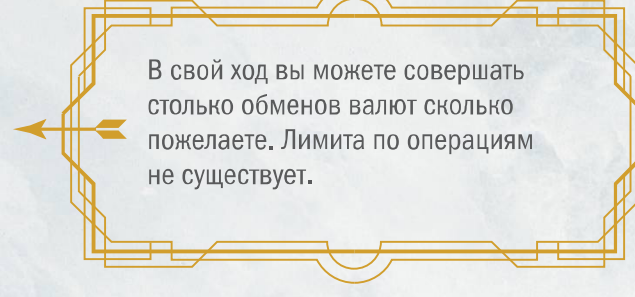 В свой ход вы можете совершать
столько обменов валют сколько
пожелаете. Лимита по операциям
не существует.